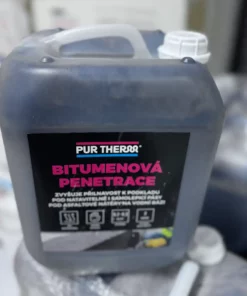 PUR THERM
BITUMENOVÁ
PENETRACE
ZVYŠUJE PŘILNAVOST K PODKLADU
POD NATAVITELNÉ I SAMOLEPICÍ PÁSY
POD ASFALTOVÉ NÁTĚRY NA VODNÍ BÁZI